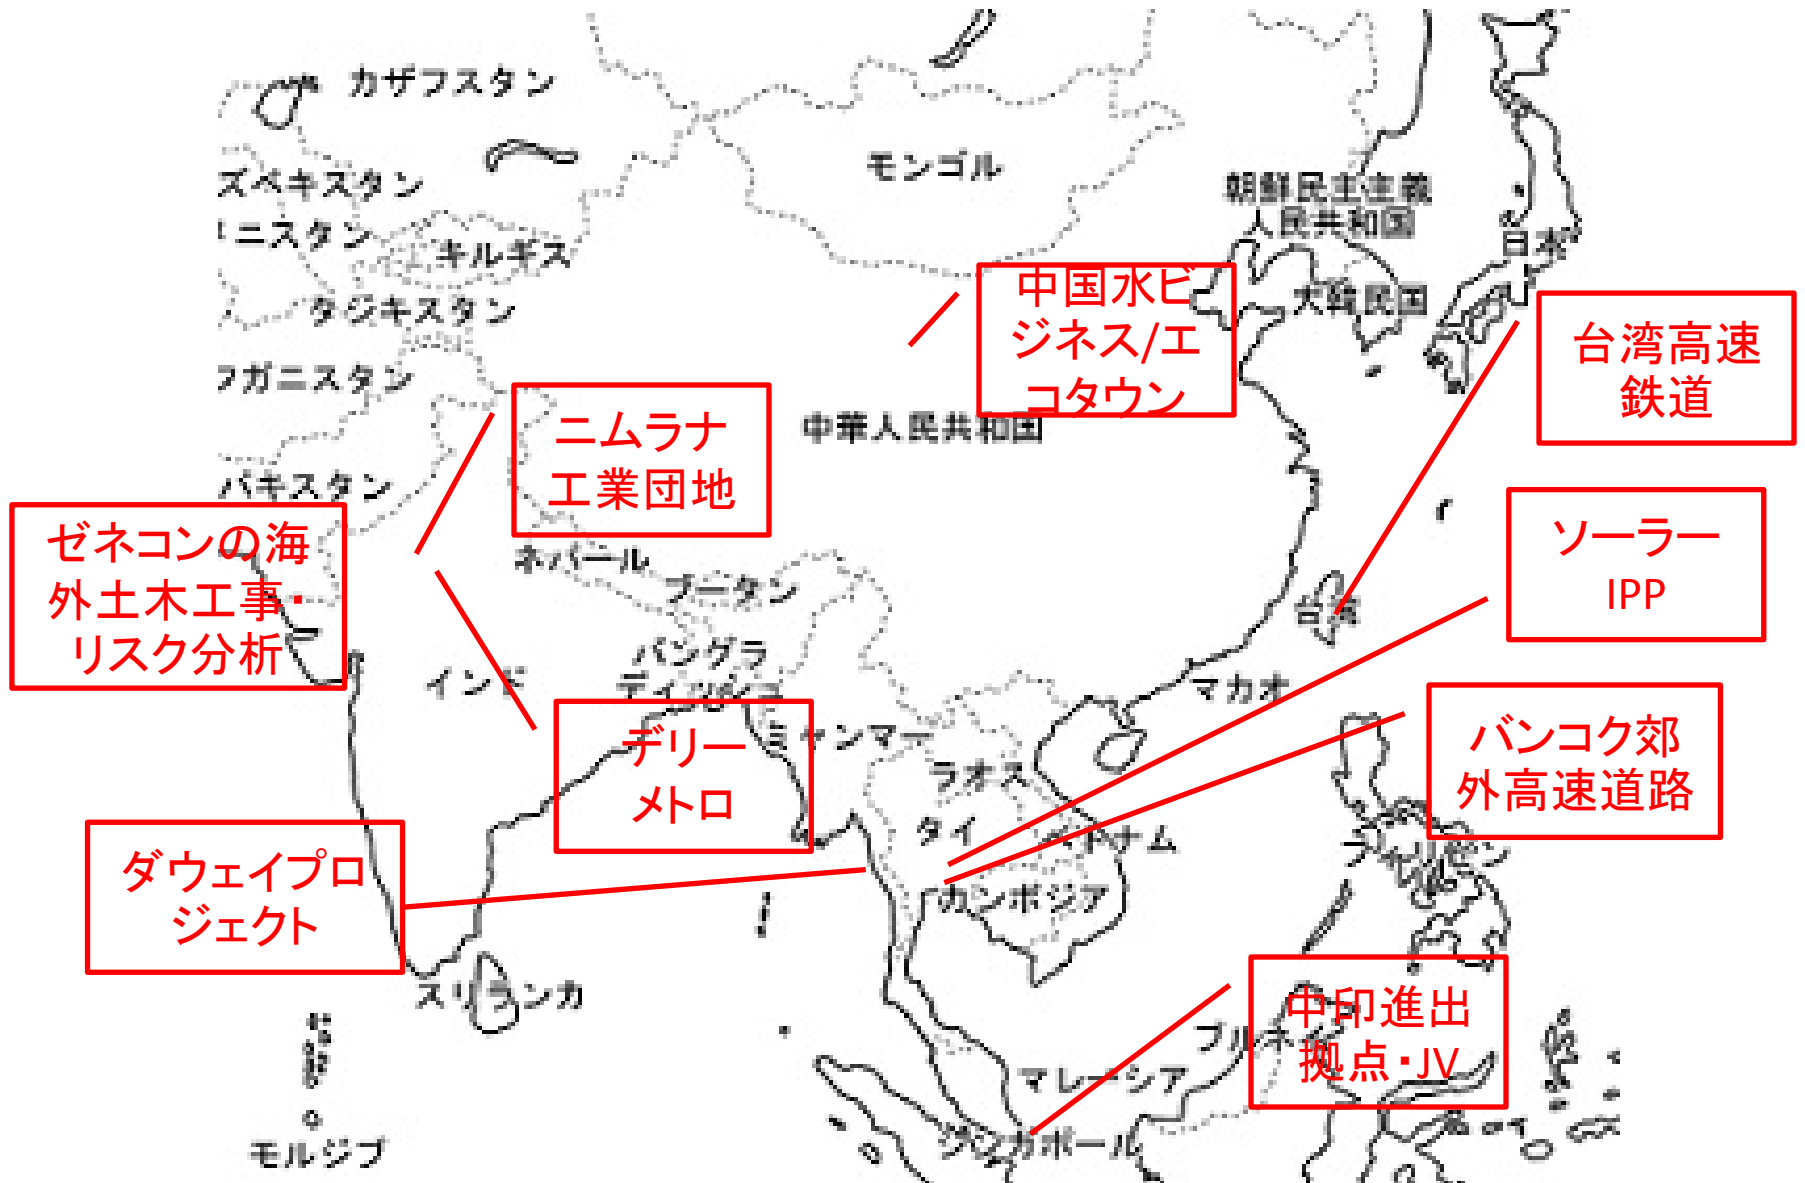 カザフスタン
モンゴル
ズベキスタン
朝鮮民主主義
人民共和国
ニスタン
キルギス
日本
タジキスタン
大韓民国
中国水ビ
ジネス/エ
コタウン
台湾高速
鉄道
フガニスタン
ニムラナ
工業団地
中華人民共和国
パキスタン
ゼネコンの海
外土木工事・
リスク分析
ソーラー
IPP
ネパール
ブータン
台湾
バングラ
デイ
インド
マカオ
ミャンマー
デリー
メトロ
バンコク郊
外高速道路
ラオス
タイ
ベトナム
ダウェイプロ
ジェクト
カンボジア
スリランカ
中印進出
拠点・JV
ブルネイ
マレーシア
シンガポール
モルジブ